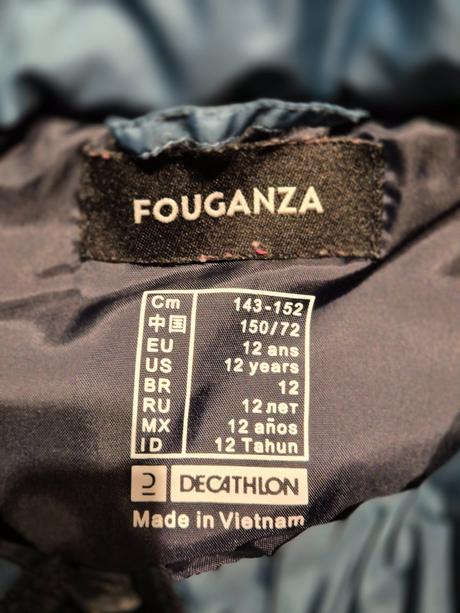 FOUGANZA
Cm 143-152
中国 150/72
EU 12 ans
US 12 years
BR 12
RU 12 лет
MX 12 años
ID 12 Tahun
DECATHLON
Made in Vietnam